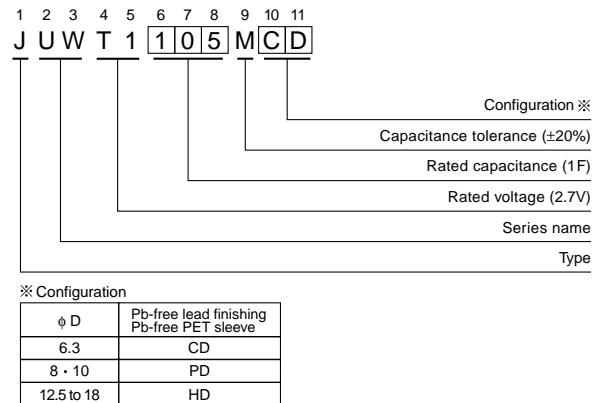 1 2 3 4 5 6 7 8 9 10 11
J U W T 1 1 0 5 M C D
Configuration ※
Capacitance tolerance (±20%)
Rated capacitance (1F)
Rated voltage (2.7V)
Series name
Type
※Configuration
ϕ D
Pb-free lead finishing
Pb-free PET sleeve
6.3 CD
8・10 PD
12.5 to 18 HD